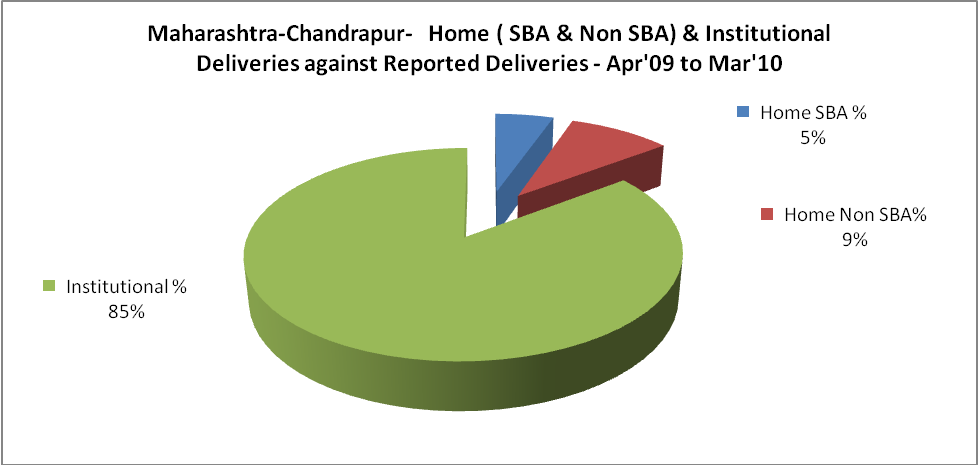 Maharashtra-Chandrapur- Home ( SBA & Non SBA) & Institutional
Deliveries against Reported Deliveries - Apr'09 to Mar'10
Home SBA %
5%
Home Non SBA%
9%
Institutional %
85%